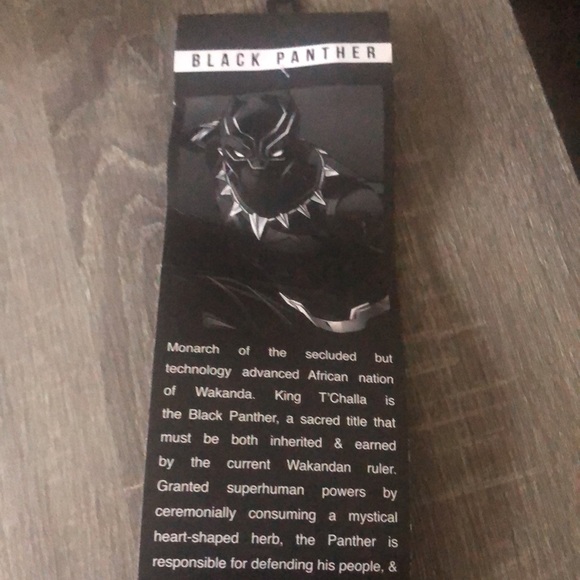 BLACK PANTHER
Monarch of the secluded but
technology advanced African nation
of Wakanda. King T'Challa is
the Black Panther, a sacred title that
must be both inherited & earned
by the current Wakandan ruler.
Granted superhuman powers by
ceremonially consuming a mystical
heart-shaped herb, the Panther is
responsible for defending his people, &